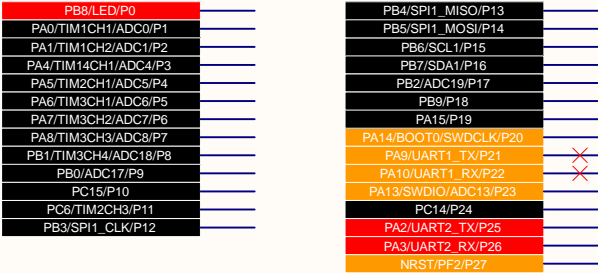 PB8/LED/P0
PA0/TIM1CH1/ADC0/P1
PA1/TIM1CH2/ADC1/P2
PA4/TIM14CH1/ADC4/P3
PA5/TIM2CH1/ADC5/P4
PA6/TIM3CH1/ADC6/P5
PA7/TIM3CH2/ADC7/P6
PA8/TIM3CH3/ADC8/P7
PB1/TIM3CH4/ADC18/P8
PB0/ADC17/P9
PC15/P10
PC6/TIM2CH3/P11
PB3/SPI1_CLK/P12
PB4/SPI1_MISO/P13
PB5/SPI1_MOSI/P14
PB6/SCL1/P15
PB7/SDA1/P16
PB2/ADC19/P17
PB9/P18
PA15/P19
PA14/BOOT0/SWDCLK/P20
PA9/UART1_TX/P21
PA10/UART1_RX/P22
PA13/SWDIO/ADC13/P23
PC14/P24
PA2/UART2_TX/P25
PA3/UART2_RX/P26
NRST/PF2/P27